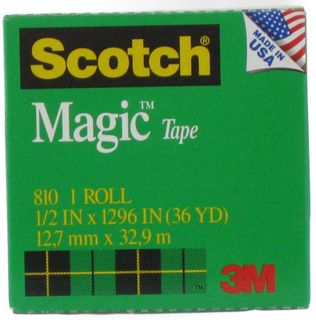 Scotch®
MADE IN
USA
Magic™ Tape
810 1 ROLL
1/2 IN x 1296 IN (36 YD)
12,7 mm x 32,9 m
™
3M